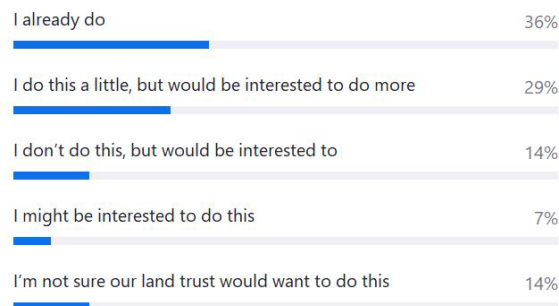 I already do
36%
I do this a little, but would be interested to do more
29%
I don't do this, but would be interested to
14%
I might be interested to do this
7%
I'm not sure our land trust would want to do this
14%